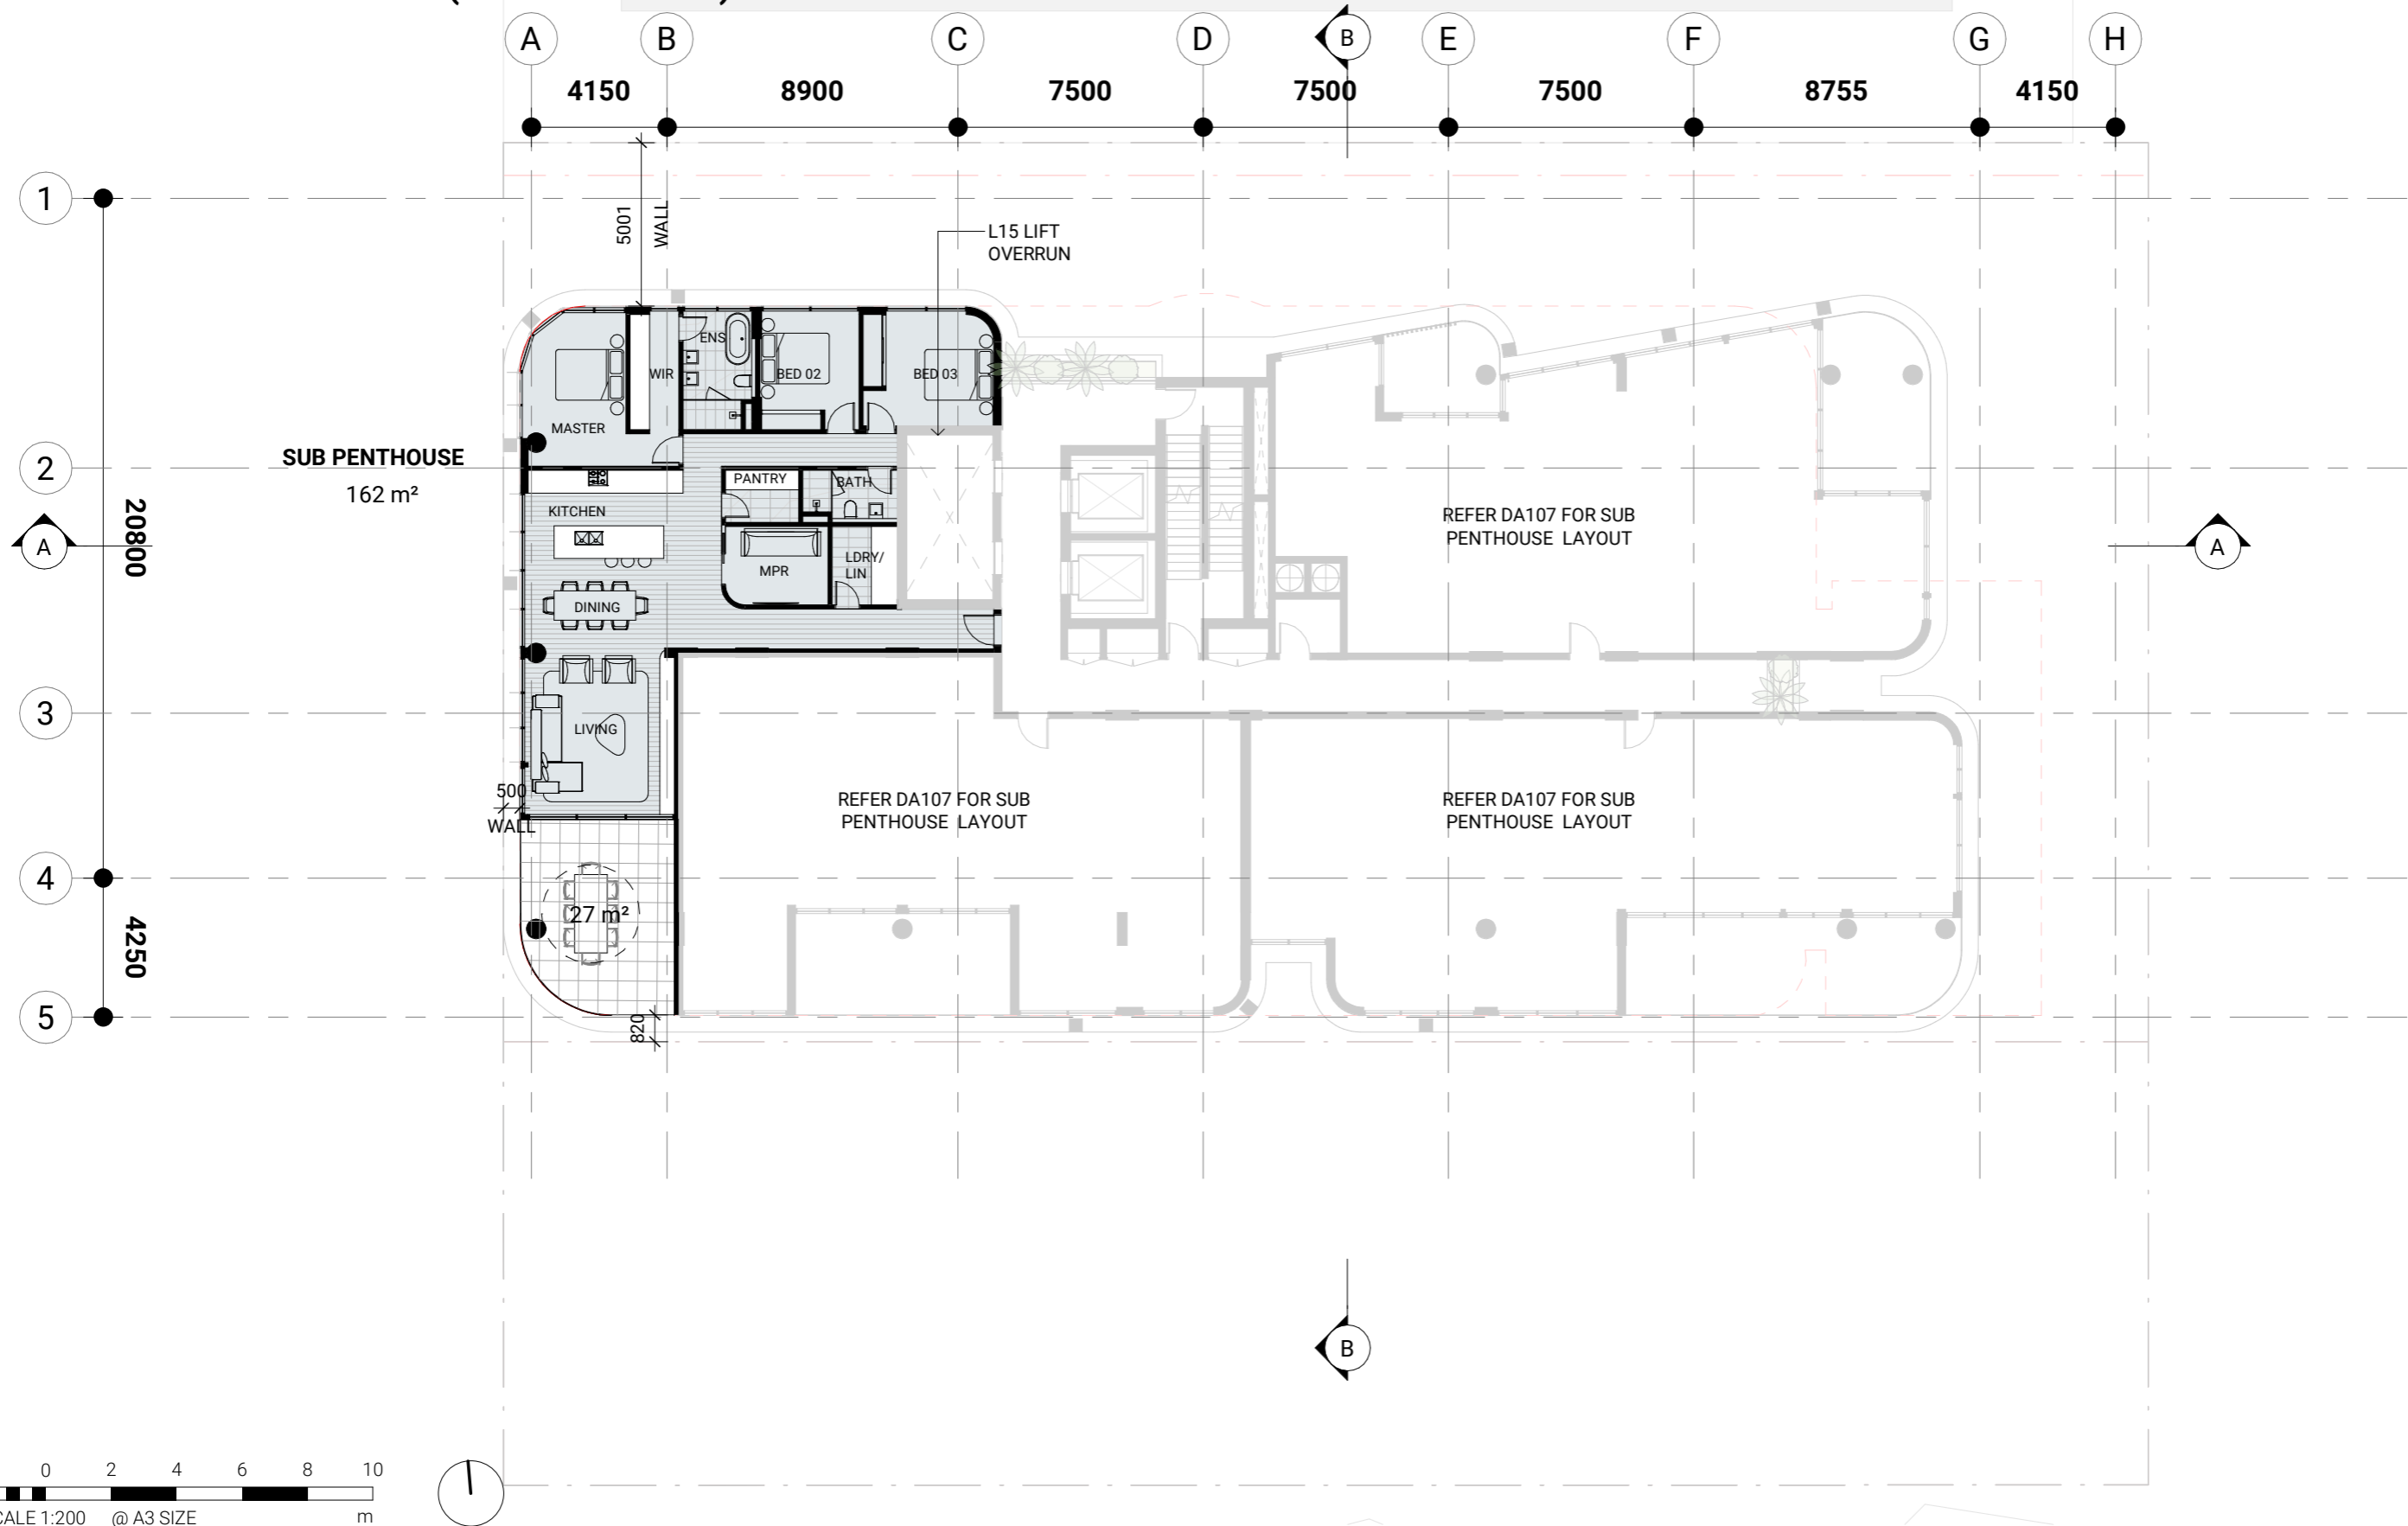 A B C D B E F G H
4150 8900 7500 7500 7500 8755 4150
1
5001
WALL
L15 LIFT
OVERRUN
ENS
WIR
BED 02
BED 03
MASTER
SUB PENTHOUSE
162 m²
2
PANTRY
BATH
KITCHEN
20800
A
REFER DA107 FOR SUB
PENTHOUSE LAYOUT
A
LDRY/
LIN
MPR
DINING
3
LIVING
500
WALL
REFER DA107 FOR SUB
PENTHOUSE LAYOUT
REFER DA107 FOR SUB
PENTHOUSE LAYOUT
4
27 m²
4250
5
820
B
0 2 4 6 8 10
CALE 1:200 @ A3 SIZE m